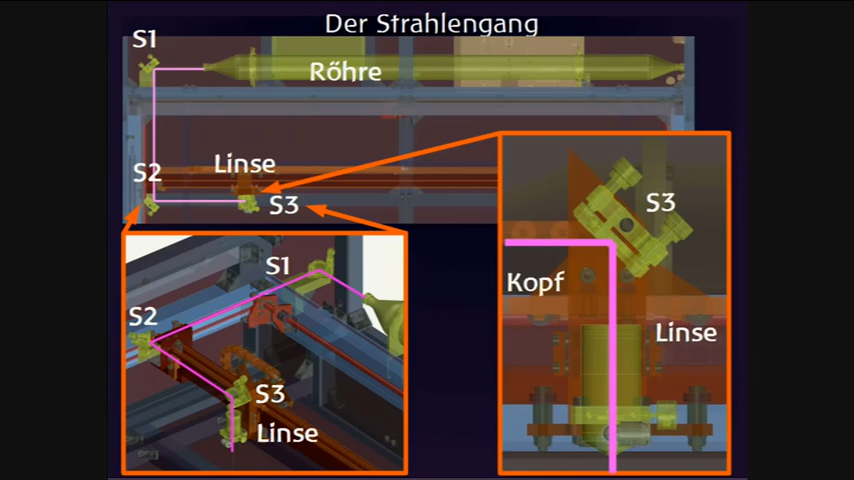 Der Strahlengang
S1
Röhre
Linse
S2
S3
S1
S2
S3
Linse
S3
Kopf
Linse